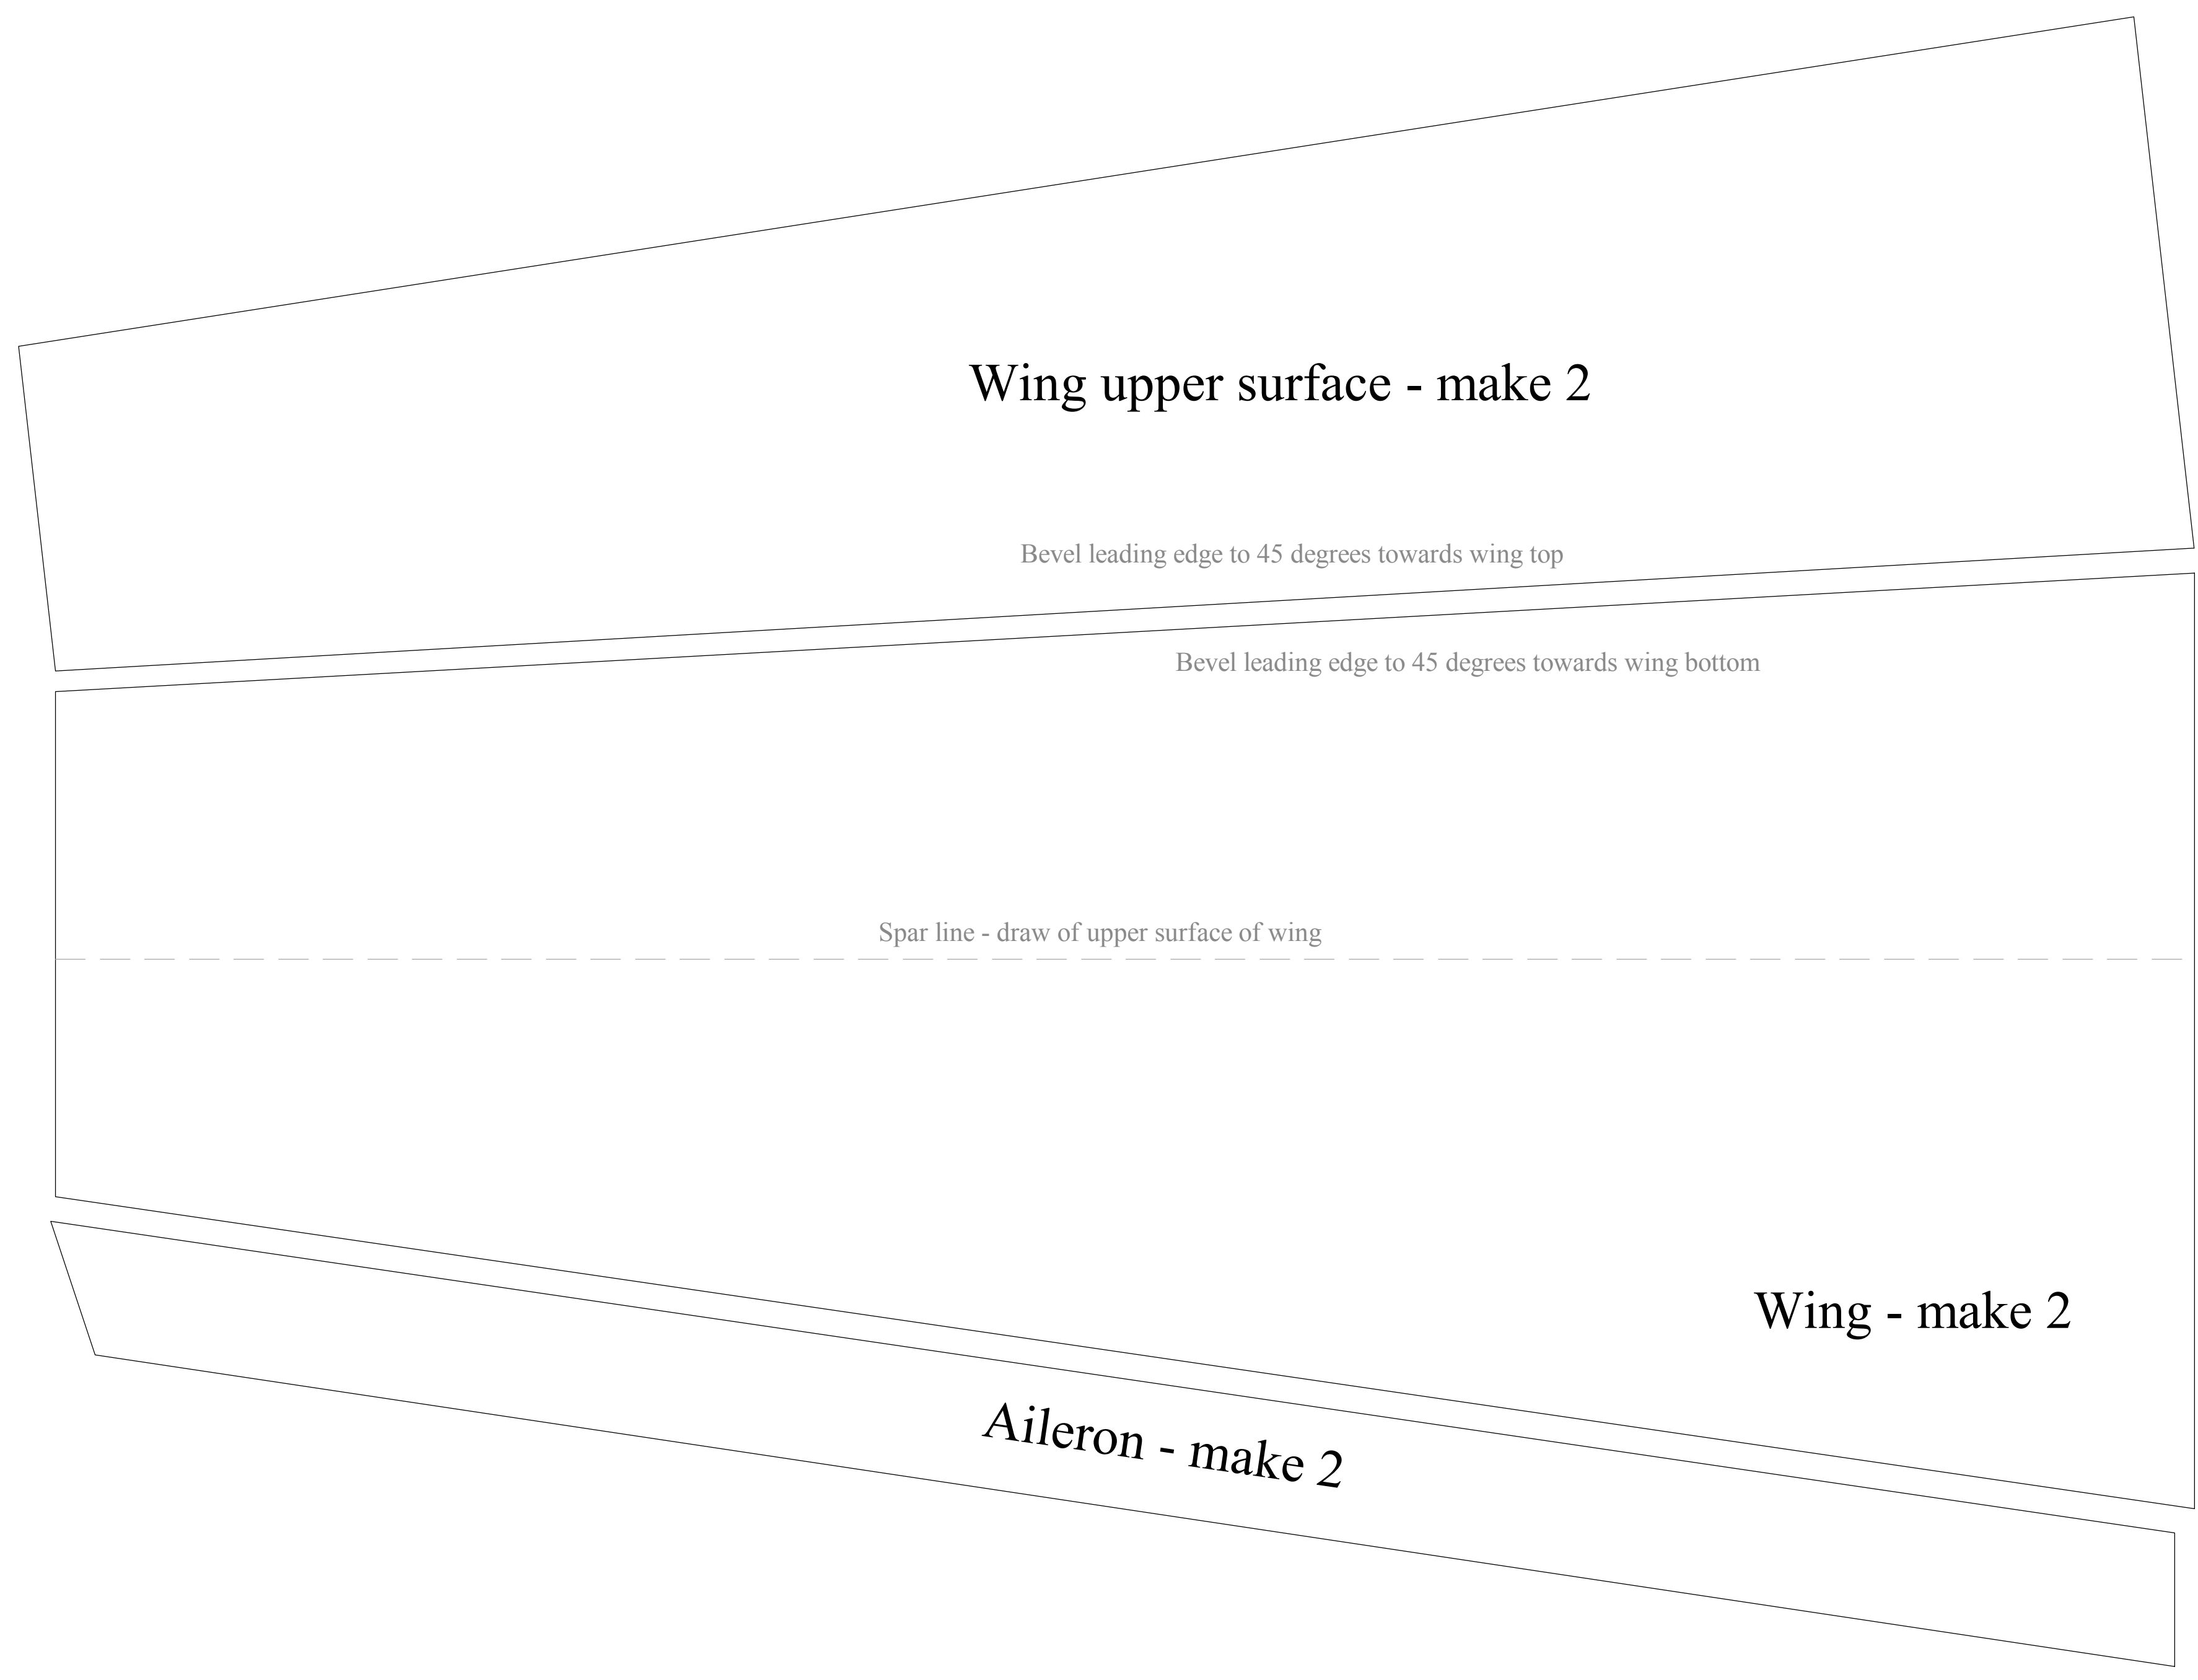 Wing upper surface - make 2
Bevel leading edge to 45 degrees towards wing top
Bevel leading edge to 45 degrees towards wing bottom
Spar line - draw of upper surface of wing
Wing - make 2
Aileron - make 2